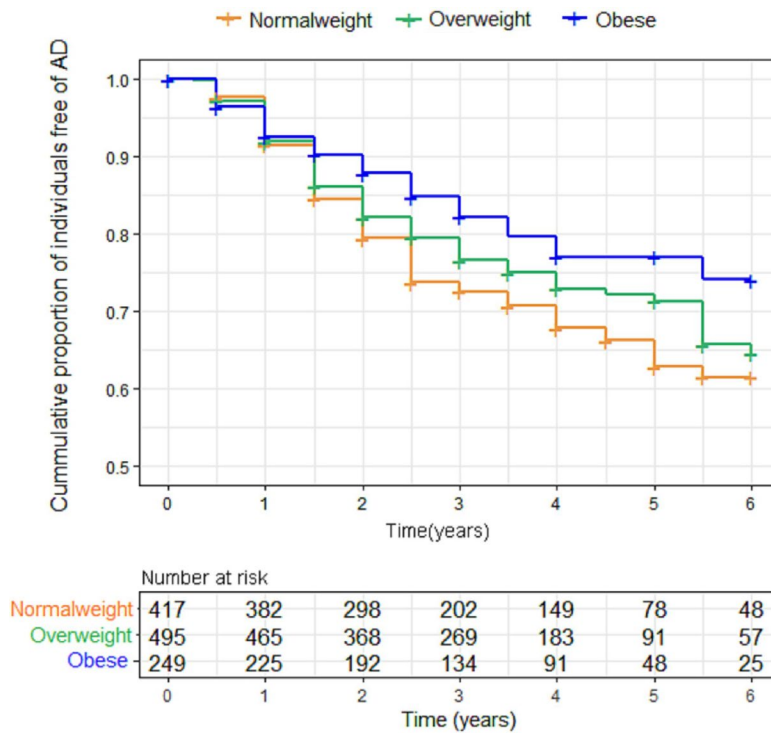 Normalweight Overweight Obese
Cummulative proportion of individuals free of AD
1.0
0.9
0.8
0.7
0.6
0.5
0 1 2 3 4 5 6
Time(years)
Number at risk
Normalweight 417 382 298 202 149 78 48
Overweight 495 465 368 269 183 91 57
Obese 249 225 192 134 91 48 25
0 1 2 3 4 5 6
Time (years)